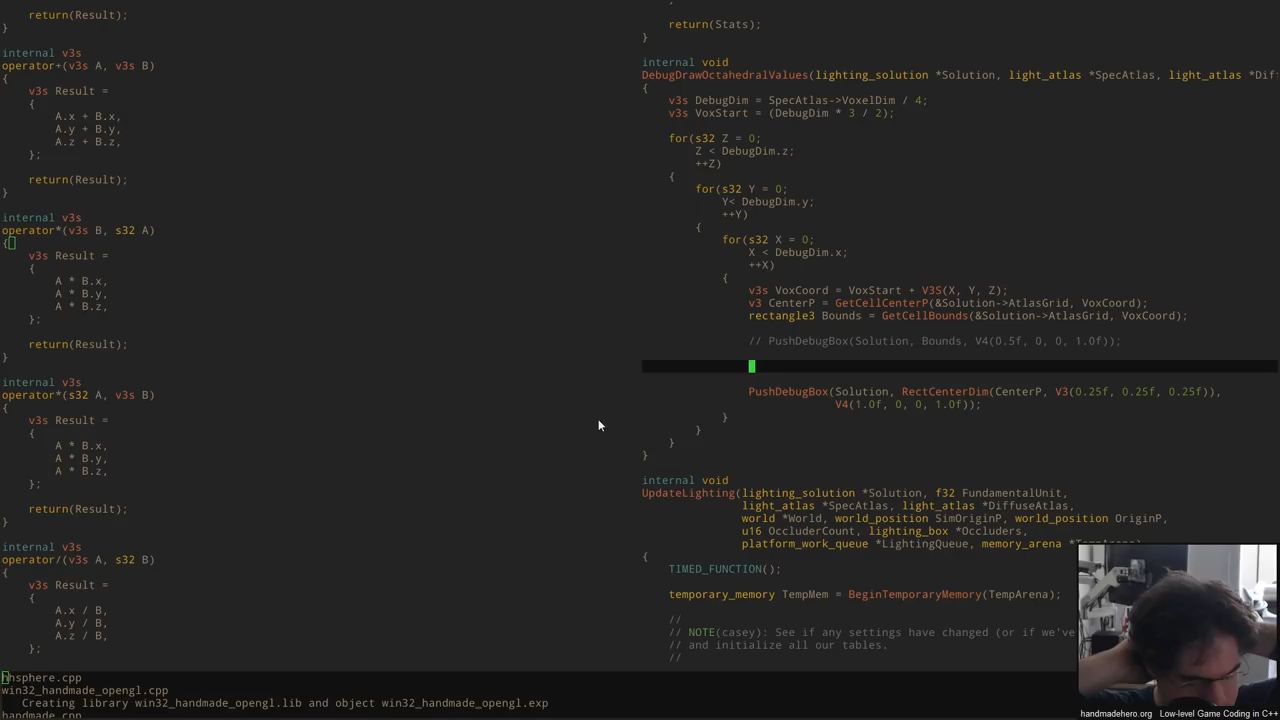 return(Result);
}
internal v3s
operator+(v3s A, v3s B)
{
    v3s Result =
    {
        A.x + B.x,
        A.y + B.y,
        A.z + B.z,
    };
    return(Result);
}
internal v3s
operator*(v3s B, s32 A)
{
    v3s Result =
    {
        A * B.x,
        A * B.y,
        A * B.z,
    };
    return(Result);
}
internal v3s
operator*(s32 A, v3s B)
{
    v3s Result =
    {
        A * B.x,
        A * B.y,
        A * B.z,
    };
    return(Result);
}
internal v3s
operator/(v3s A, s32 B)
{
    v3s Result =
    {
        A.x / B,
        A.y / B,
        A.z / B,
    };
    return(Stats);
}
internal void
DebugDrawOctahedralValues(lighting_solution *Solution, light_atlas *SpecAtlas, light_atlas *Dif
{
    v3s DebugDim = SpecAtlas->VoxelDim / 4;
    v3s VoxStart = (DebugDim * 3 / 2);
    for(s32 Z = 0;
        Z < DebugDim.z;
        ++Z)
    {
        for(s32 Y = 0;
            Y< DebugDim.y;
            ++Y)
        {
            for(s32 X = 0;
                X < DebugDim.x;
                ++X)
            {
                v3s VoxCoord = VoxStart + V3S(X, Y, Z);
                v3 CenterP = GetCellCenterP(&Solution->AtlasGrid, VoxCoord);
                rectangle3 Bounds = GetCellBounds(&Solution->AtlasGrid, VoxCoord);
                // PushDebugBox(Solution, Bounds, V4(0.5f, 0, 0, 1.0f));
                PushDebugBox(Solution, RectCenterDim(CenterP, V3(0.25f, 0.25f, 0.25f)),
                             V4(1.0f, 0, 0, 1.0f));
            }
        }
    }
}
internal void
UpdateLighting(lighting_solution *Solution, f32 FundamentalUnit,
               light_atlas *SpecAtlas, light_atlas *DiffuseAtlas,
               world *World, world_position SimOriginP, world_position OriginP,
               u16 OccluderCount, lighting_box *Occluders,
               platform_work_queue *LightingQueue, memory_arena
{
    TIMED_FUNCTION();
    temporary_memory TempMem = BeginTemporaryMemory(TempArena);
    //
    // NOTE(casey): See if any settings have changed (or if we've
    // and initialize all our tables.
    //
hhsphere.cpp
win32_handmade_opengl.cpp
   Creating library win32_handmade_opengl.lib and object win32_handmade_opengl.exp
handmade.cpp
handmadehero.org
Low-level Game Coding in C++